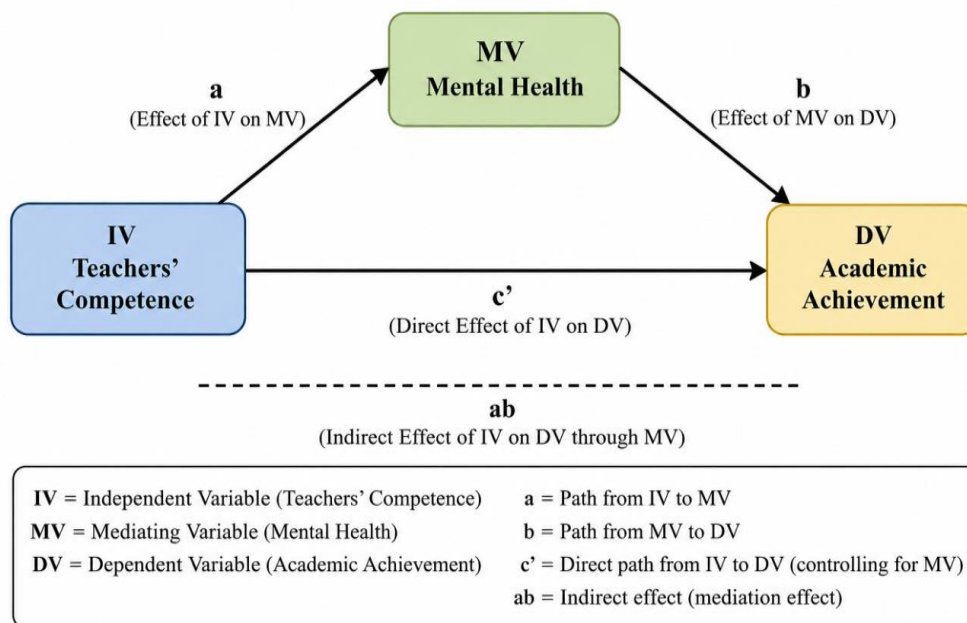 MV
Mental Health
a
(Effect of IV on MV)
b
(Effect of MV on DV)
IV
Teachers’
Competence
DV
Academic
Achievement
c’
(Direct Effect of IV on DV)
ab
(Indirect Effect of IV on DV through MV)
IV = Independent Variable (Teachers’ Competence)
MV = Mediating Variable (Mental Health)
DV = Dependent Variable (Academic Achievement)
a = Path from IV to MV
b = Path from MV to DV
c’ = Direct path from IV to DV (controlling for MV)
ab = Indirect effect (mediation effect)